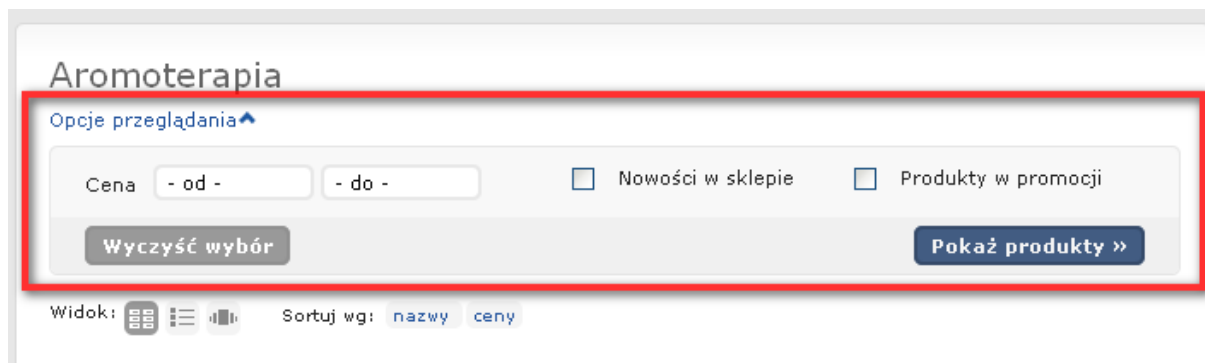 Aromoterapia
Opcje przeglądania
Cena - od - - do - Nowości w sklepie Produkty w promocji
Wyczyść wybór Pokaż produkty »
Widok: Sortuj wg: nazwy ceny